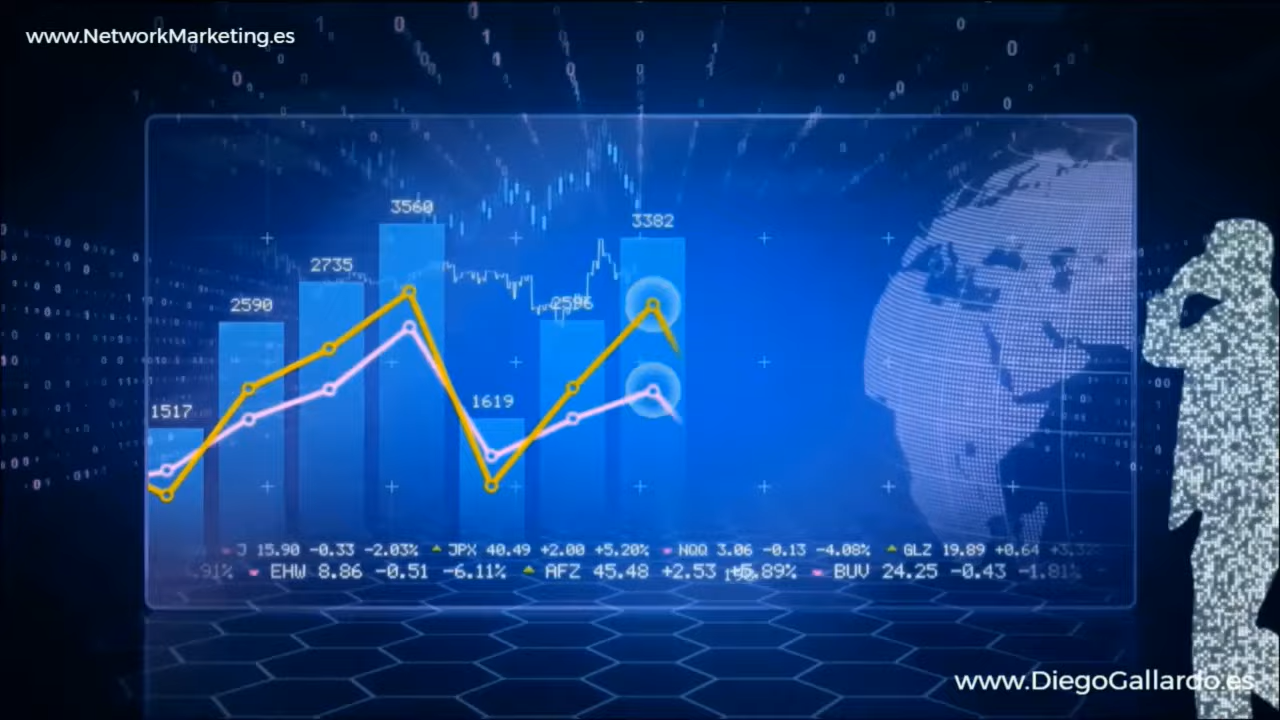 www.NetworkMarketing.es
3560
3382
2735
2590
2596
1619
1517
J 15.90 -0.33 -2.03% JPX 40.49 +2.00 +5.20% NQQ 3.06 -0.13 -4.08% GLZ 19.89 +0.64
EHW 8.86 -0.51 -6.11% AFZ 45.48 +2.53 +5.89% BUV 24.25 -0.43 -1.81%
www.DiegoGallardo.es